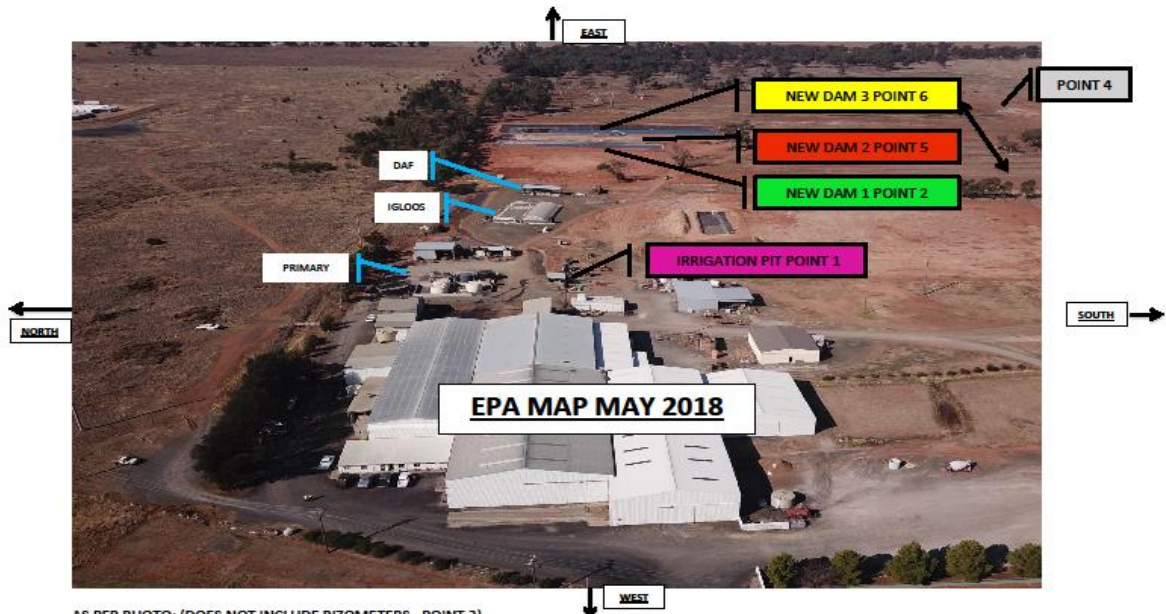 EAST
NEW DAM 3 POINT 6
POINT 4
NEW DAM 2 POINT 5
DAF
NEW DAM 1 POINT 2
IGLOOS
PRIMARY
IRRIGATION PIT POINT 1
NORTH
SOUTH
EPA MAP MAY 2018
WEST
AS PER PHOTO: (DOES NOT INCLUDE PIZOMETERS - POINT 3)